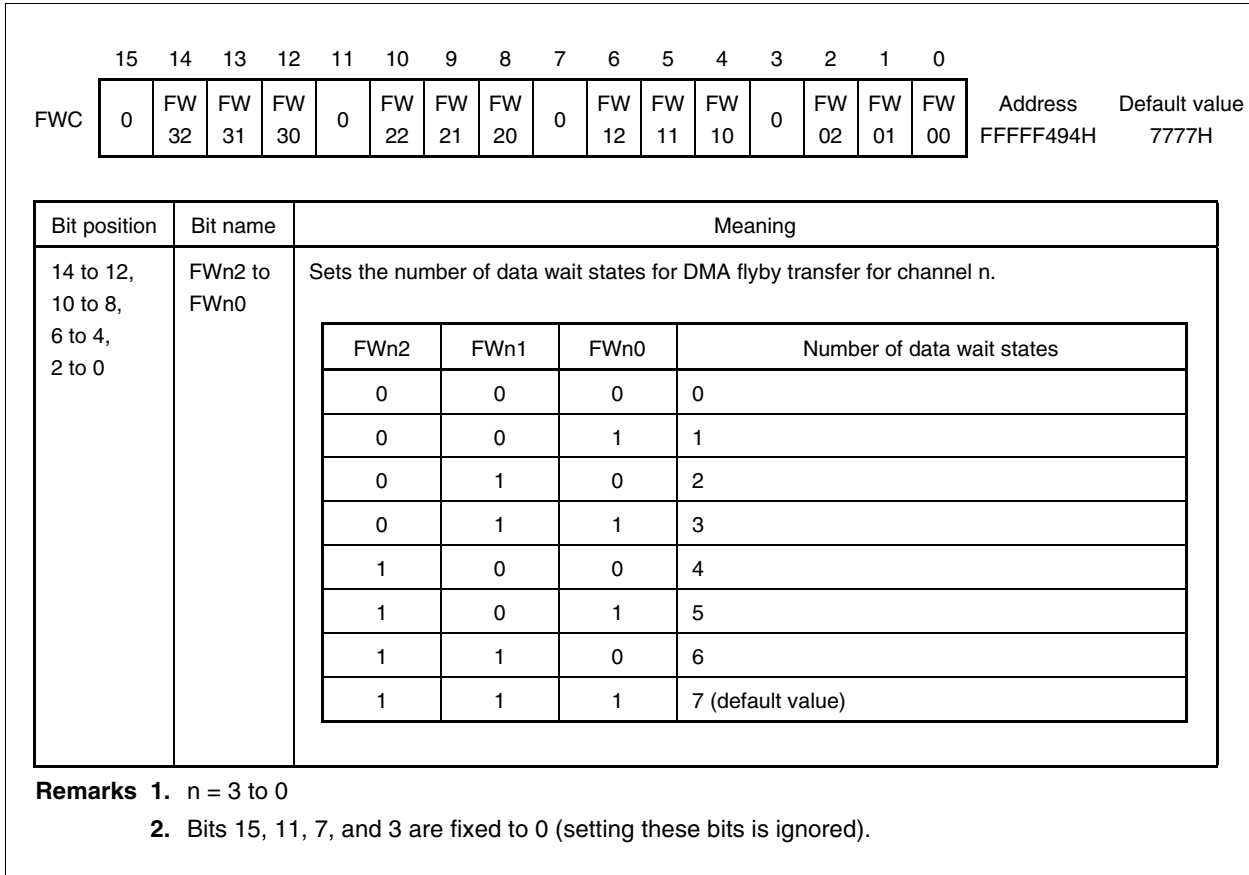 15 14 13 12 11 10 9 8 7 6 5 4 3 2 1 0
FWC 0 FW 32 FW 31 FW 30 0 FW 22 FW 21 FW 20 0 FW 12 FW 11 FW 10 0 FW 02 FW 01 FW 00 Address FFFFF494H Default value 7777H
Bit position Bit name Meaning
14 to 12, 10 to 8, 6 to 4, 2 to 0 FWn2 to FWn0 Sets the number of data wait states for DMA flyby transfer for channel n.
FWn2 FWn1 FWn0 Number of data wait states
0 0 0 0
0 0 1 1
0 1 0 2
0 1 1 3
1 0 0 4
1 0 1 5
1 1 0 6
1 1 1 7 (default value)
Remarks 1. n = 3 to 0
2. Bits 15, 11, 7, and 3 are fixed to 0 (setting these bits is ignored).